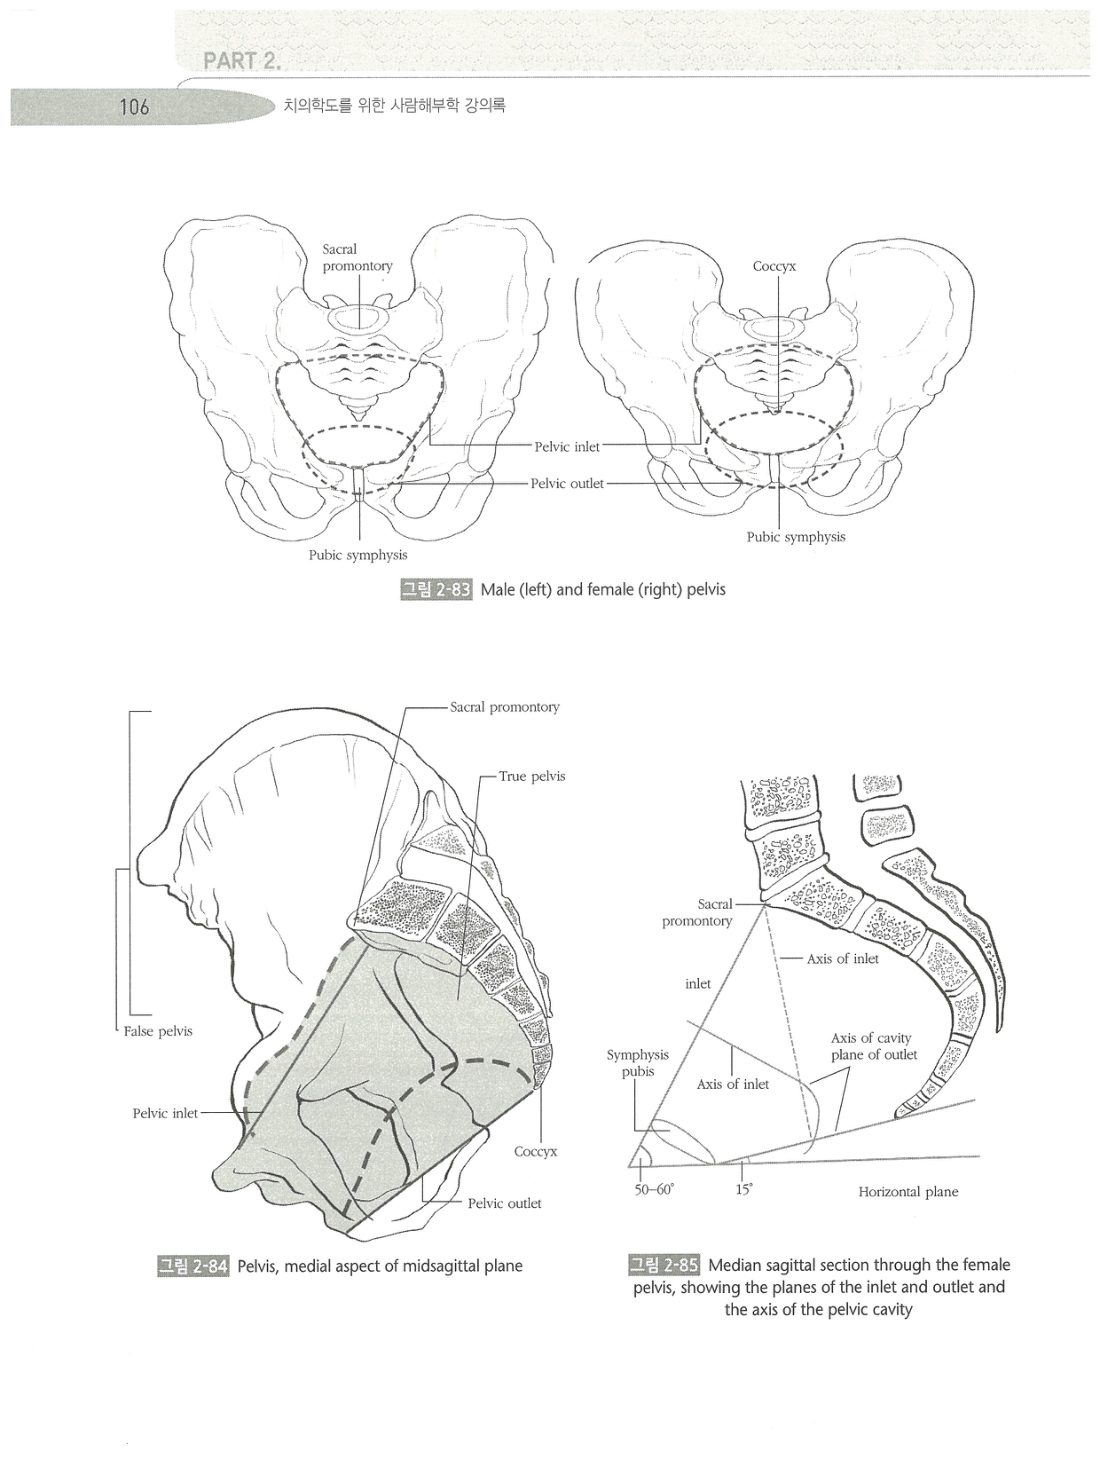 PART 2.
106
치의학도를 위한 사람해부학 강의록
Sacral
promontory
Coccyx
Pelvic inlet
Pelvic outlet
Pubic symphysis
Pubic symphysis
그림 2-83 Male (left) and female (right) pelvis
Sacral promontory
True pelvis
False pelvis
Pelvic inlet
Coccyx
Pelvic outlet
그림 2-84 Pelvis, medial aspect of midsagittal plane
Sacral
promontory
Axis of inlet
inlet
Axis of cavity
plane of outlet
Symphysis
pubis
Axis of inlet
50-60°
15°
Horizontal plane
그림 2-85 Median sagittal section through the female
pelvis, showing the planes of the inlet and outlet and
the axis of the pelvic cavity